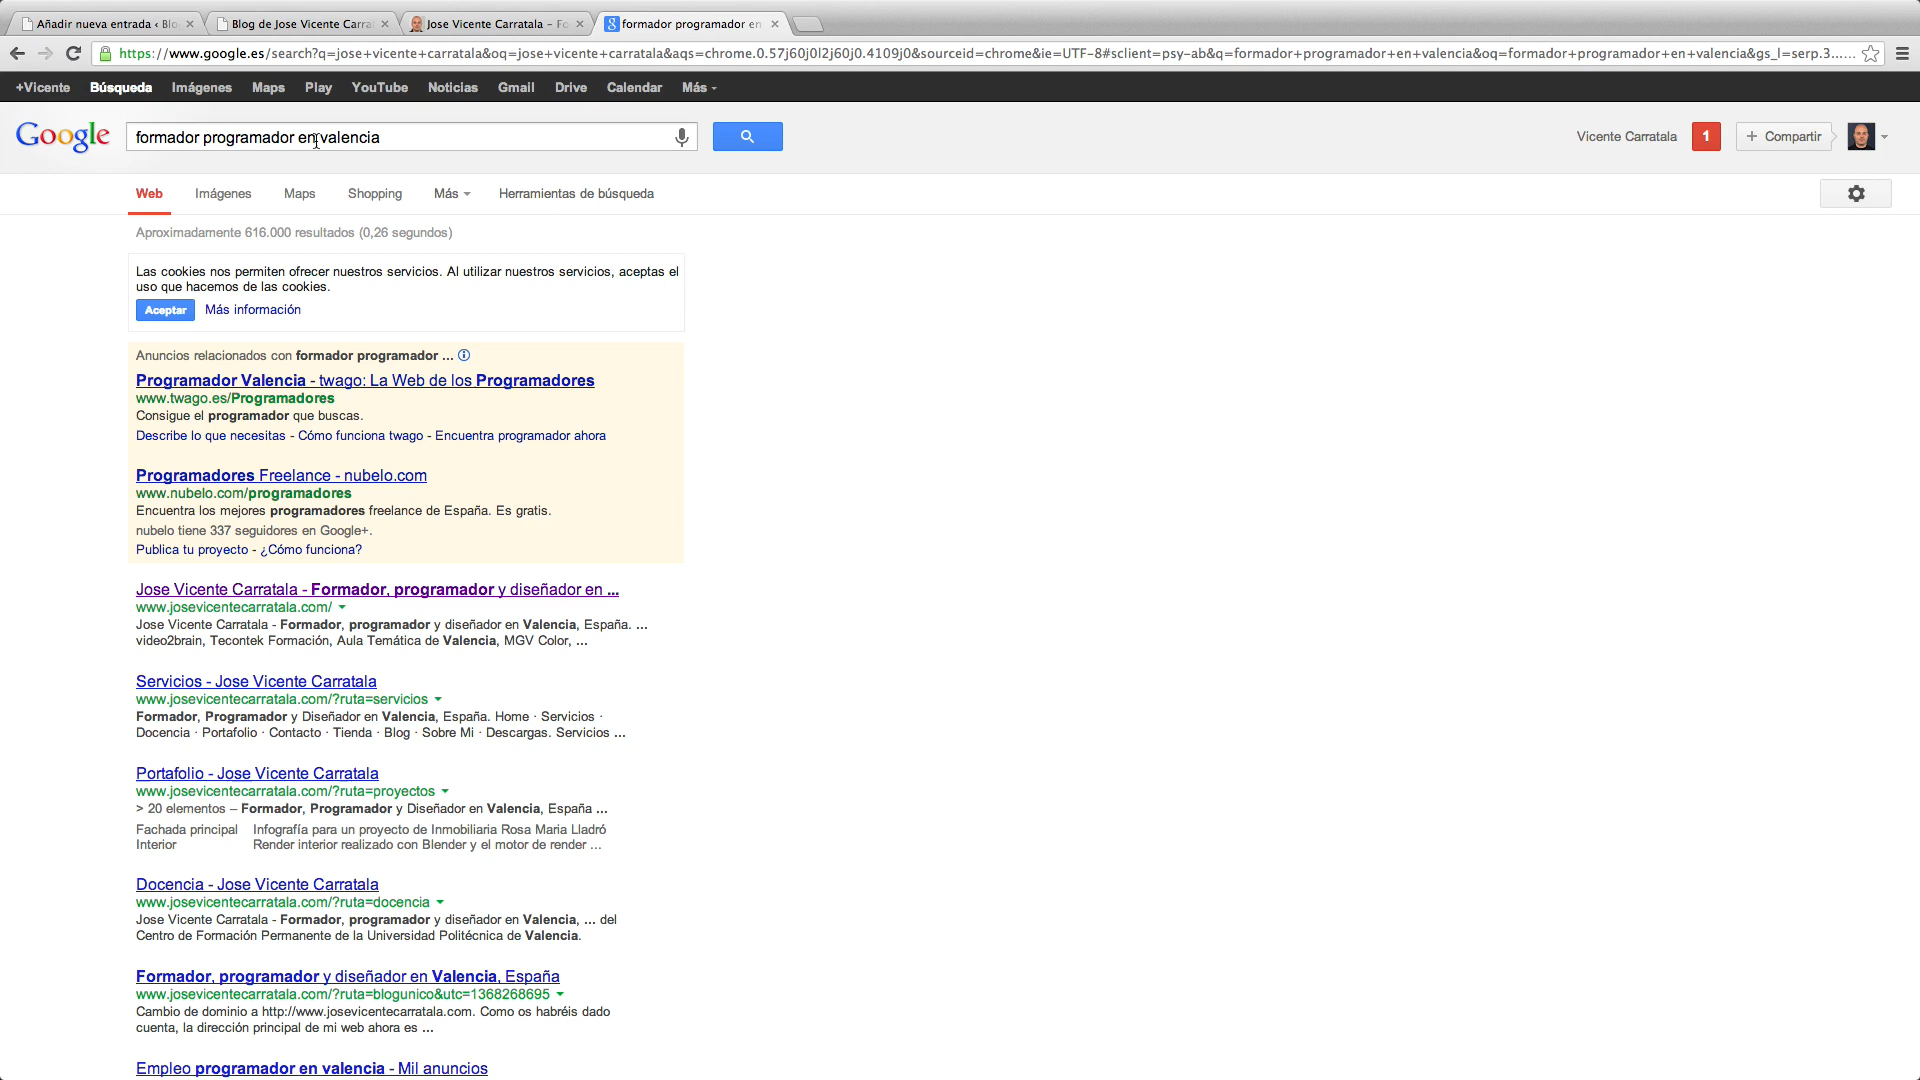 Añadir nueva entrada ‹ Blo
Blog de Jose Vicente Carra
Jose Vicente Carratala – Fo
formador programador en
https://www.google.es/search?q=jose+vicente+carratala&oq=jose+vicente+carratala&aqs=chrome.0.57j60j0l2j60j0.4109j0&sourceid=chrome&ie=UTF-8#sclient=psy-ab&q=formador+programador+en+valencia&oq=formador+programador+en+valencia&gs_l=serp.3......
+Vicente Búsqueda Imágenes Maps Play YouTube Noticias Gmail Drive Calendar Más
Google
formador programador en valencia
Vicente Carratala
1
+ Compartir
Web Imágenes Maps Shopping Más Herramientas de búsqueda
Aproximadamente 616.000 resultados (0,26 segundos)
Las cookies nos permiten ofrecer nuestros servicios. Al utilizar nuestros servicios, aceptas el
uso que hacemos de las cookies.
Aceptar Más información
Anuncios relacionados con formador programador ...
Programador Valencia - twago: La Web de los Programadores
www.twago.es/Programadores
Consigue el programador que buscas.
Describe lo que necesitas - Cómo funciona twago - Encuentra programador ahora
Programadores Freelance - nubelo.com
www.nubelo.com/programadores
Encuentra los mejores programadores freelance de España. Es gratis.
nubelo tiene 337 seguidores en Google+.
Publica tu proyecto - ¿Cómo funciona?
Jose Vicente Carratala - Formador, programador y diseñador en ...
www.josevicentecarratala.com/
Jose Vicente Carratala - Formador, programador y diseñador en Valencia, España. ...
video2brain, Tecontek Formación, Aula Temática de Valencia, MGV Color, ...
Servicios - Jose Vicente Carratala
www.josevicentecarratala.com/?ruta=servicios
Formador, Programador y Diseñador en Valencia, España. Home · Servicios ·
Docencia · Portafolio · Contacto · Tienda · Blog · Sobre Mi · Descargas. Servicios ...
Portafolio - Jose Vicente Carratala
www.josevicentecarratala.com/?ruta=proyectos
> 20 elementos – Formador, Programador y Diseñador en Valencia, España ...
Fachada principal Infografía para un proyecto de Inmobiliaria Rosa Maria Lladró
Interior Render interior realizado con Blender y el motor de render ...
Docencia - Jose Vicente Carratala
www.josevicentecarratala.com/?ruta=docencia
Jose Vicente Carratala - Formador, programador y diseñador en Valencia, ... del
Centro de Formación Permanente de la Universidad Politécnica de Valencia.
Formador, programador y diseñador en Valencia, España
www.josevicentecarratala.com/?ruta=blogunico&utc=1368268695
Cambio de dominio a http://www.josevicentecarratala.com. Como os habréis dado
cuenta, la dirección principal de mi web ahora es ...
Empleo programador en valencia - Mil anuncios